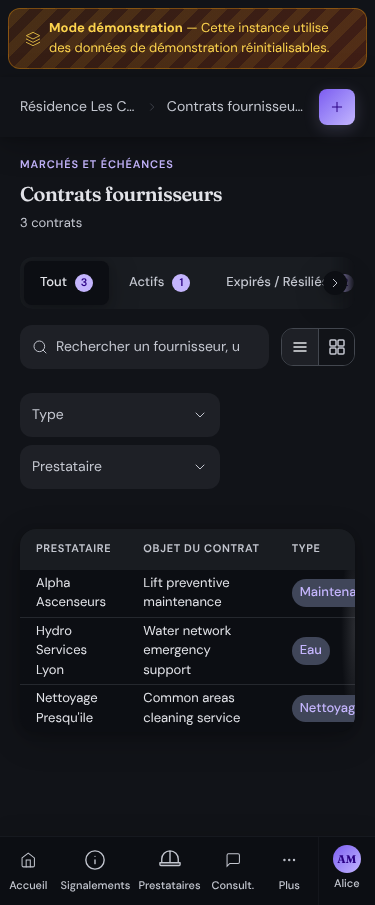 Mode démonstration — Cette instance utilise
des données de démonstration réinitialisables.
Résidence Les C... > Contrats fournisseu... +
MARCHÉS ET ÉCHÉANCES
Contrats fournisseurs
3 contrats
Tout 3 Actifs 1 Expirés / Résilié
Rechercher un fournisseur, u
Type
Prestataire
PRESTATAIRE OBJET DU CONTRAT TYPE
Alpha
Ascenseurs
Lift preventive
maintenance
Maintena
Hydro
Services
Lyon
Water network
emergency
support
Eau
Nettoyage
Presqu'île
Common areas
cleaning service
Nettoyag
AM
Accueil Signalements Prestataires Consult. Plus Alice